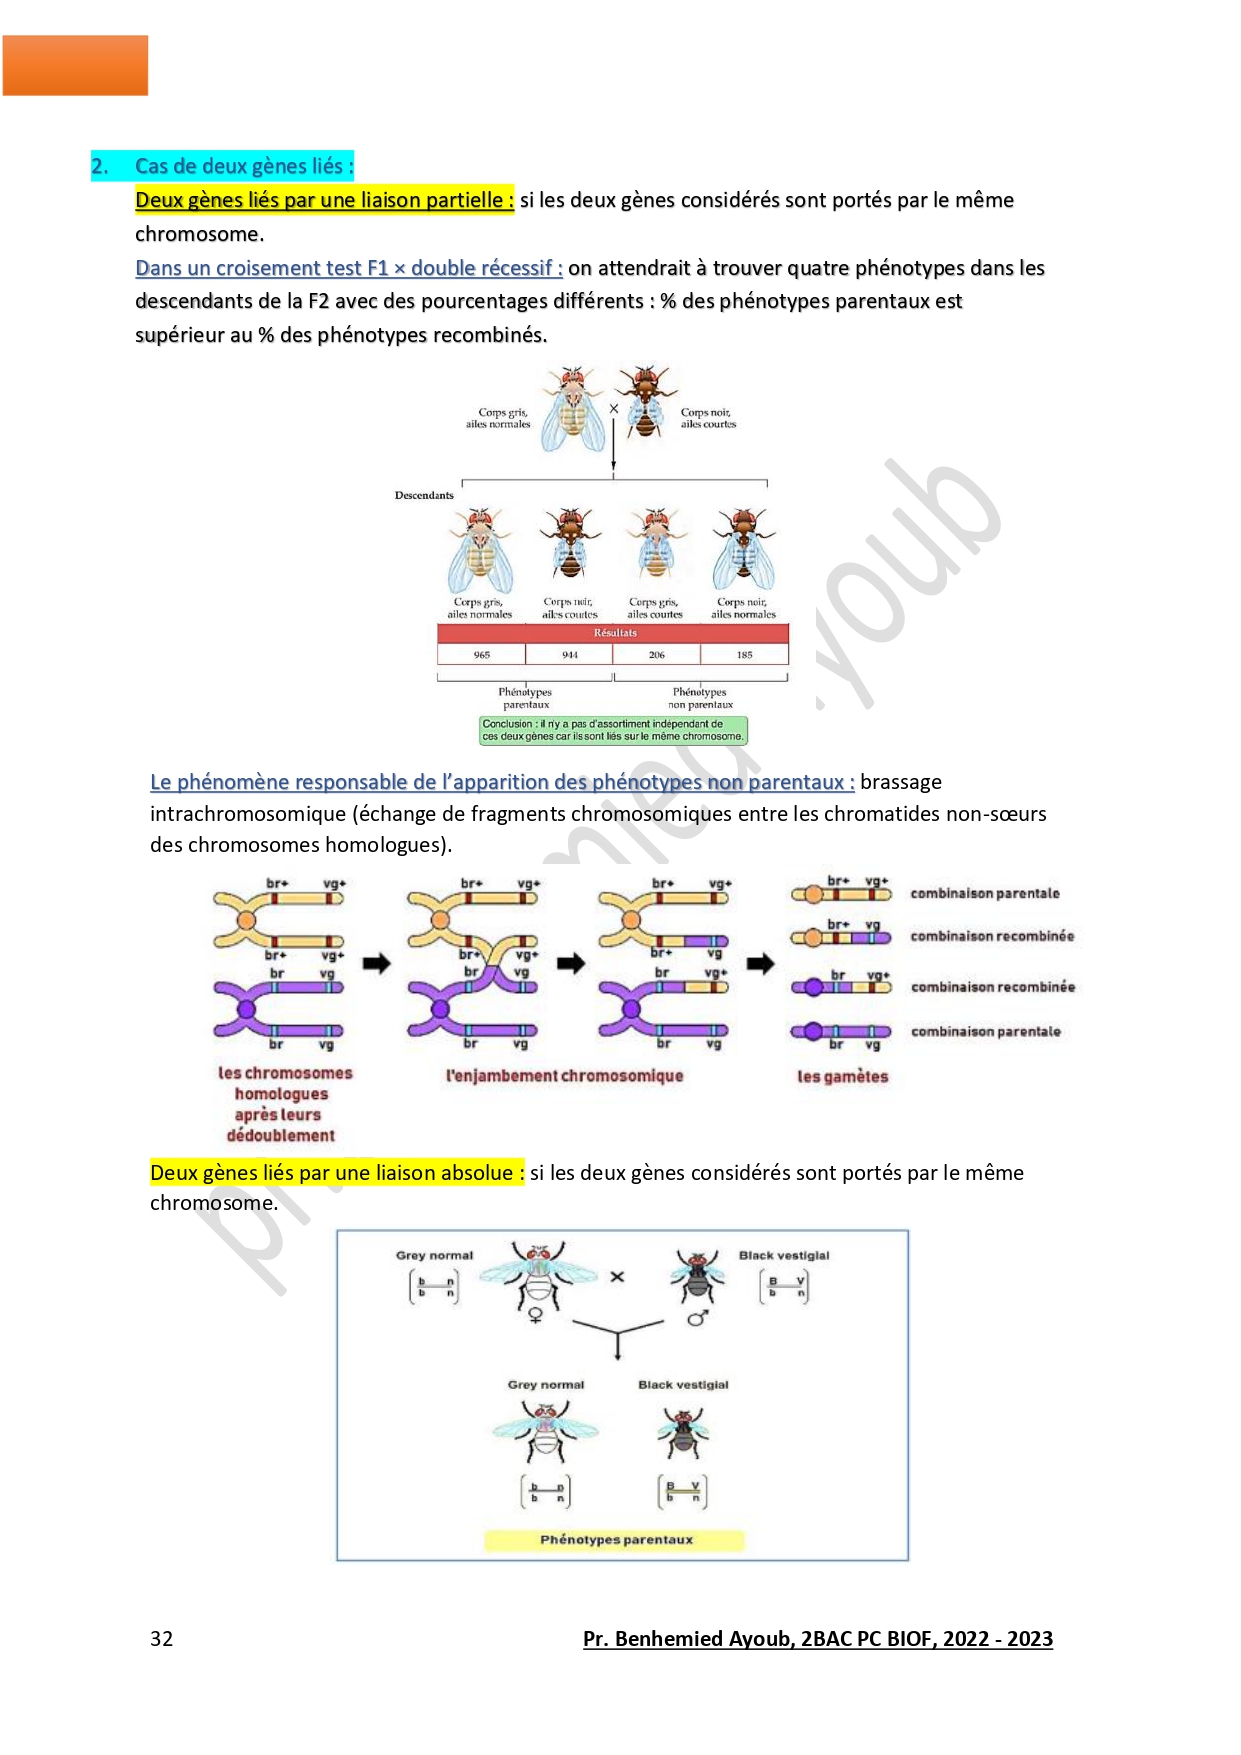 2. Cas de deux gènes liés :
Deux gènes liés par une liaison partielle : si les deux gènes considérés sont portés par le même
chromosome.
Dans un croisement test F1 × double récessif : on attendrait à trouver quatre phénotypes dans les
descendants de la F2 avec des pourcentages différents : % des phénotypes parentaux est
supérieur au % des phénotypes recombinés.
Corps gris,
ailes normales
×
Corps noir,
ailes courtes
Descendants
Corps gris,
ailes normales
Corps noir,
ailes courtes
Corps gris,
ailes courtes
Corps noir,
ailes normales
Résultats
965 944 206 185
Phénotypes
parentaux
Phénotypes
non parentaux
Conclusion : il n'y a pas d'assortiment indépendant de
ces deux gènes car ils sont liés sur le même chromosome.
Le phénomène responsable de l'apparition des phénotypes non parentaux : brassage
intrachromosomique (échange de fragments chromosomiques entre les chromatides non-sœurs
des chromosomes homologues).
br+ vg+ br+ vg+ br+ vg+ br+ vg+ combinaison parentale
br+ vg combinaison recombinée
br+ vg+ br+ vg+ br+ vg
br vg br vg br vg+ br vg+ combinaison recombinée
br vg br vg br vg br vg combinaison parentale
les chromosomes
homologues
après leurs
dédoublement
l'enjambement chromosomique
les gamètes
Deux gènes liés par une liaison absolue : si les deux gènes considérés sont portés par le même
chromosome.
Grey normal × Black vestigial
b n B V
b n b n
♀ ♂
Grey normal Black vestigial
b n B V
b n b n
Phénotypes parentaux
32 Pr. Benhemied Ayoub, 2BAC PC BIOF, 2022 - 2023